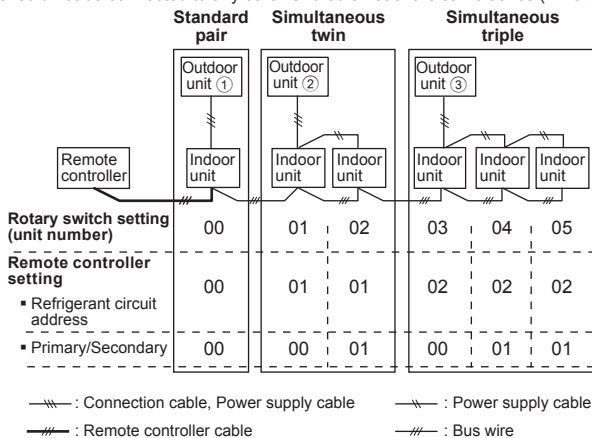 Standard pair
Simultaneous twin
Simultaneous triple
Outdoor unit ①
Outdoor unit ②
Outdoor unit ③
Remote controller
Indoor unit
Indoor unit
Indoor unit
Indoor unit
Indoor unit
Indoor unit
Rotary switch setting (unit number)
00 01 02 03 04 05
Remote controller setting
▪ Refrigerant circuit address
00 01 01 02 02 02
▪ Primary/Secondary
00 00 01 00 01 01
: Connection cable, Power supply cable
: Power supply cable
: Remote controller cable
: Bus wire